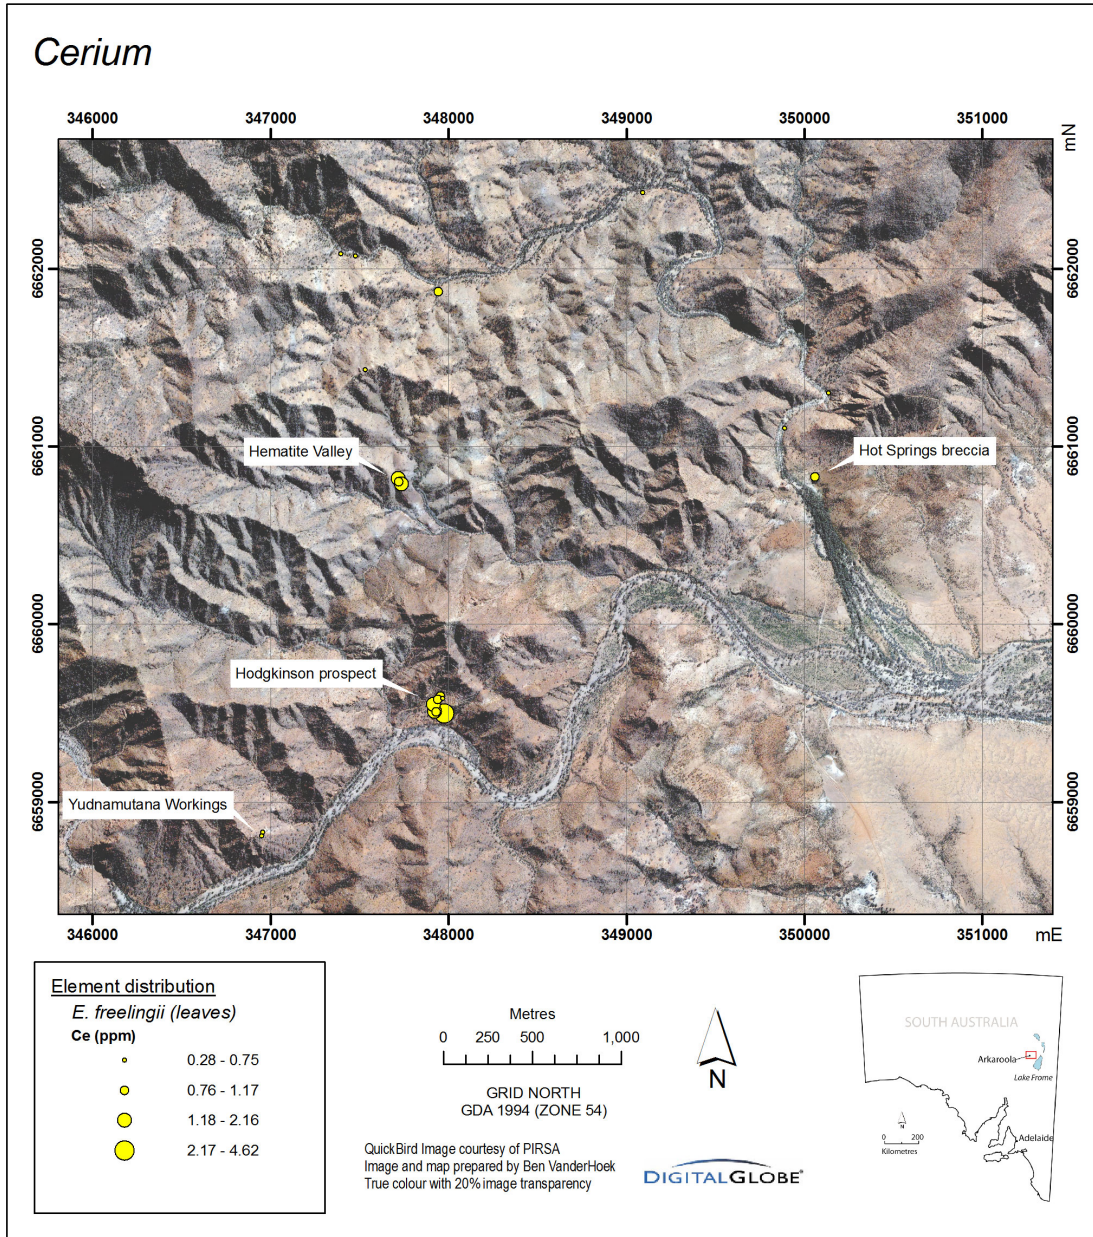 Cerium
346000 347000 348000 349000 350000 351000
mN
6662000 6662000
Hematite Valley
6661000 6661000
Hot Springs breccia
6660000 6660000
Hodgkinson prospect
6659000 6659000
Yudnamutana Workings
346000 347000 348000 349000 350000 351000 mE
Element distribution
E. freelingii (leaves)
Ce (ppm)
0.28 - 0.75
0.76 - 1.17
1.18 - 2.16
2.17 - 4.62
Metres
0 250 500 1,000
GRID NORTH
GDA 1994 (ZONE 54)
N
QuickBird Image courtesy of PIRSA
Image and map prepared by Ben VanderHoek
True colour with 20% image transparency
DIGITALGLOBE®
SOUTH AUSTRALIA
Arkaroola
Lake Frome
N
0 200
Kilometres
Adelaide